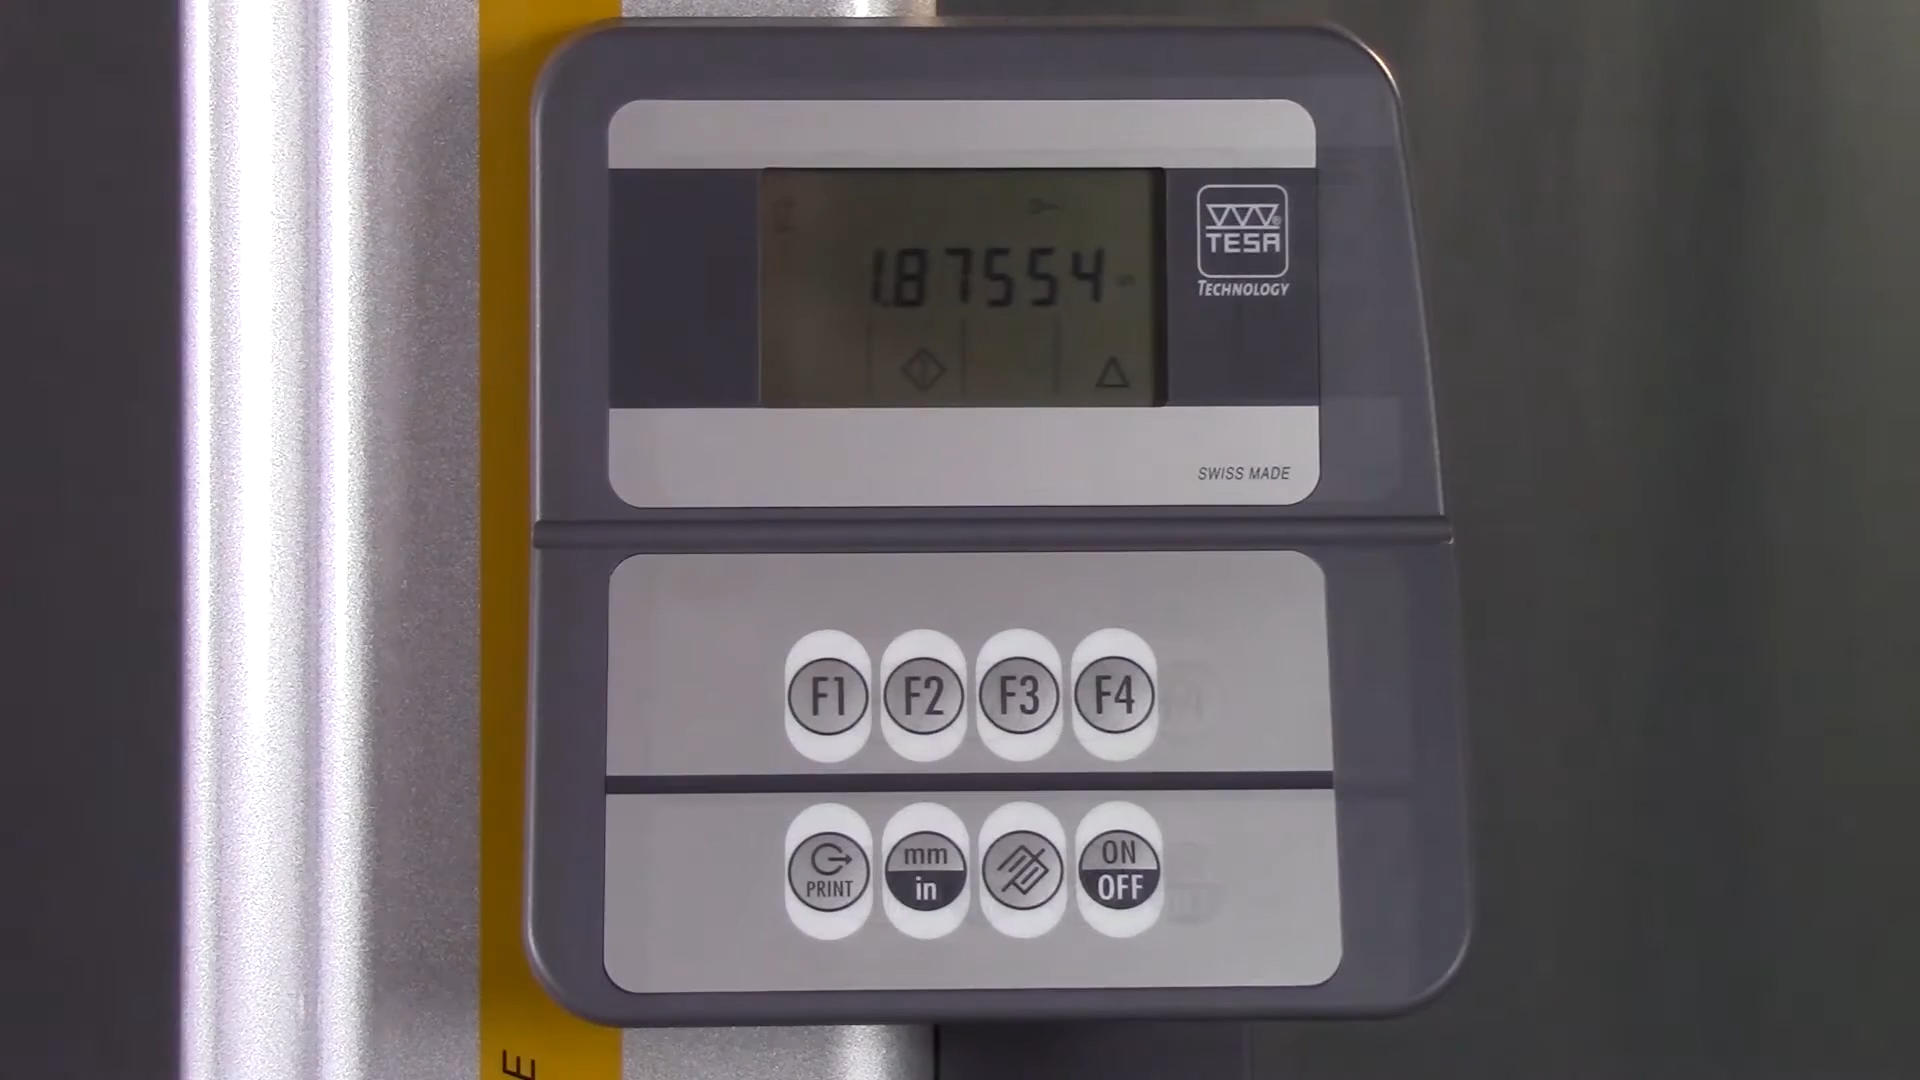 1.87554
TESA®
TECHNOLOGY
SWISS MADE
F1 F2 F3 F4
PRINT
mm
in
ON
OFF
E